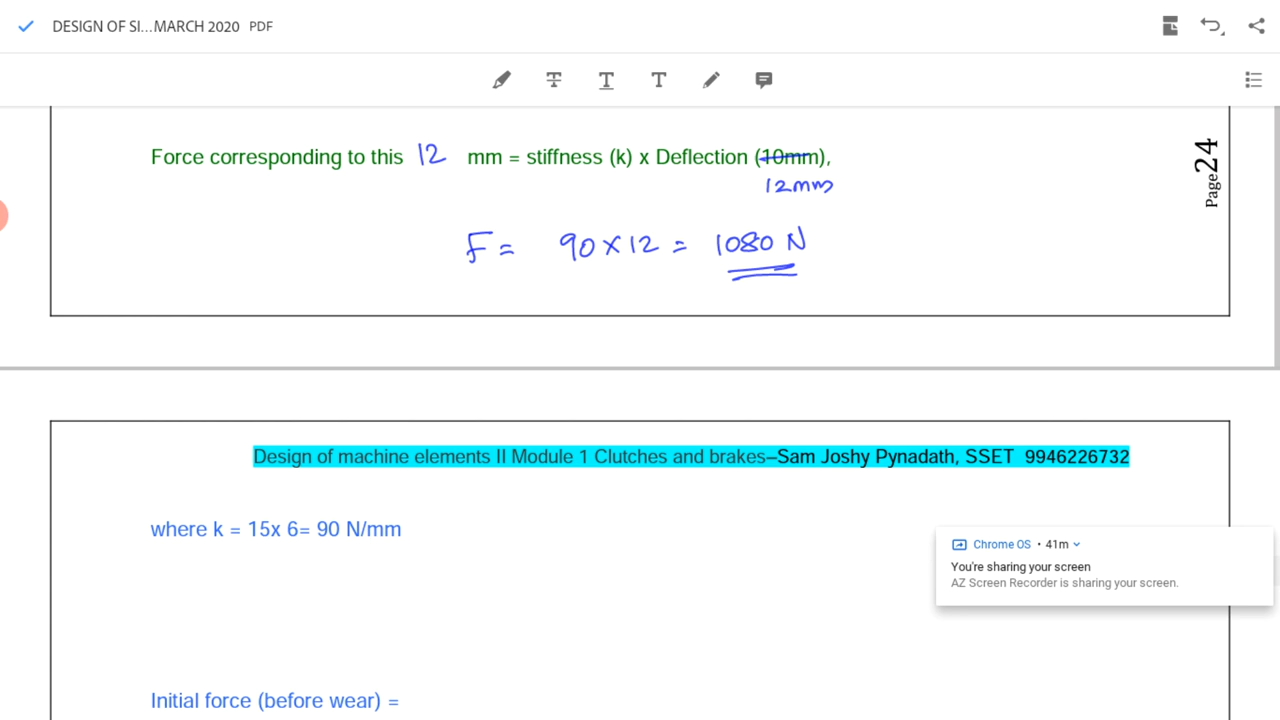 DESIGN OF SI...MARCH 2020 PDF
Force corresponding to this 12 mm = stiffness (k) x Deflection (10mm),
12mm
F = 90 X 12 = 1080 N
Page24
Design of machine elements II Module 1 Clutches and brakes–Sam Joshy Pynadath, SSET 9946226732
where k = 15x 6= 90 N/mm
Chrome OS • 41m
You're sharing your screen
AZ Screen Recorder is sharing your screen.
Initial force (before wear) =